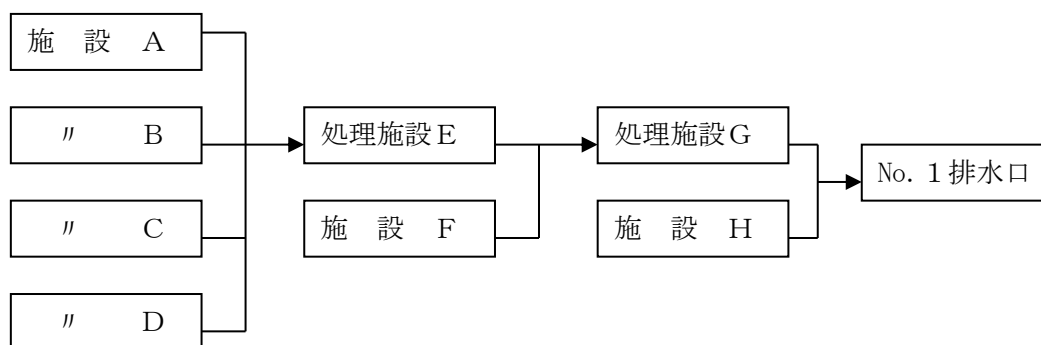 施　設　A
〃　　B
〃　　C
〃　　D
処理施設E
施　設　F
処理施設G
施　設　H
No. 1排水口